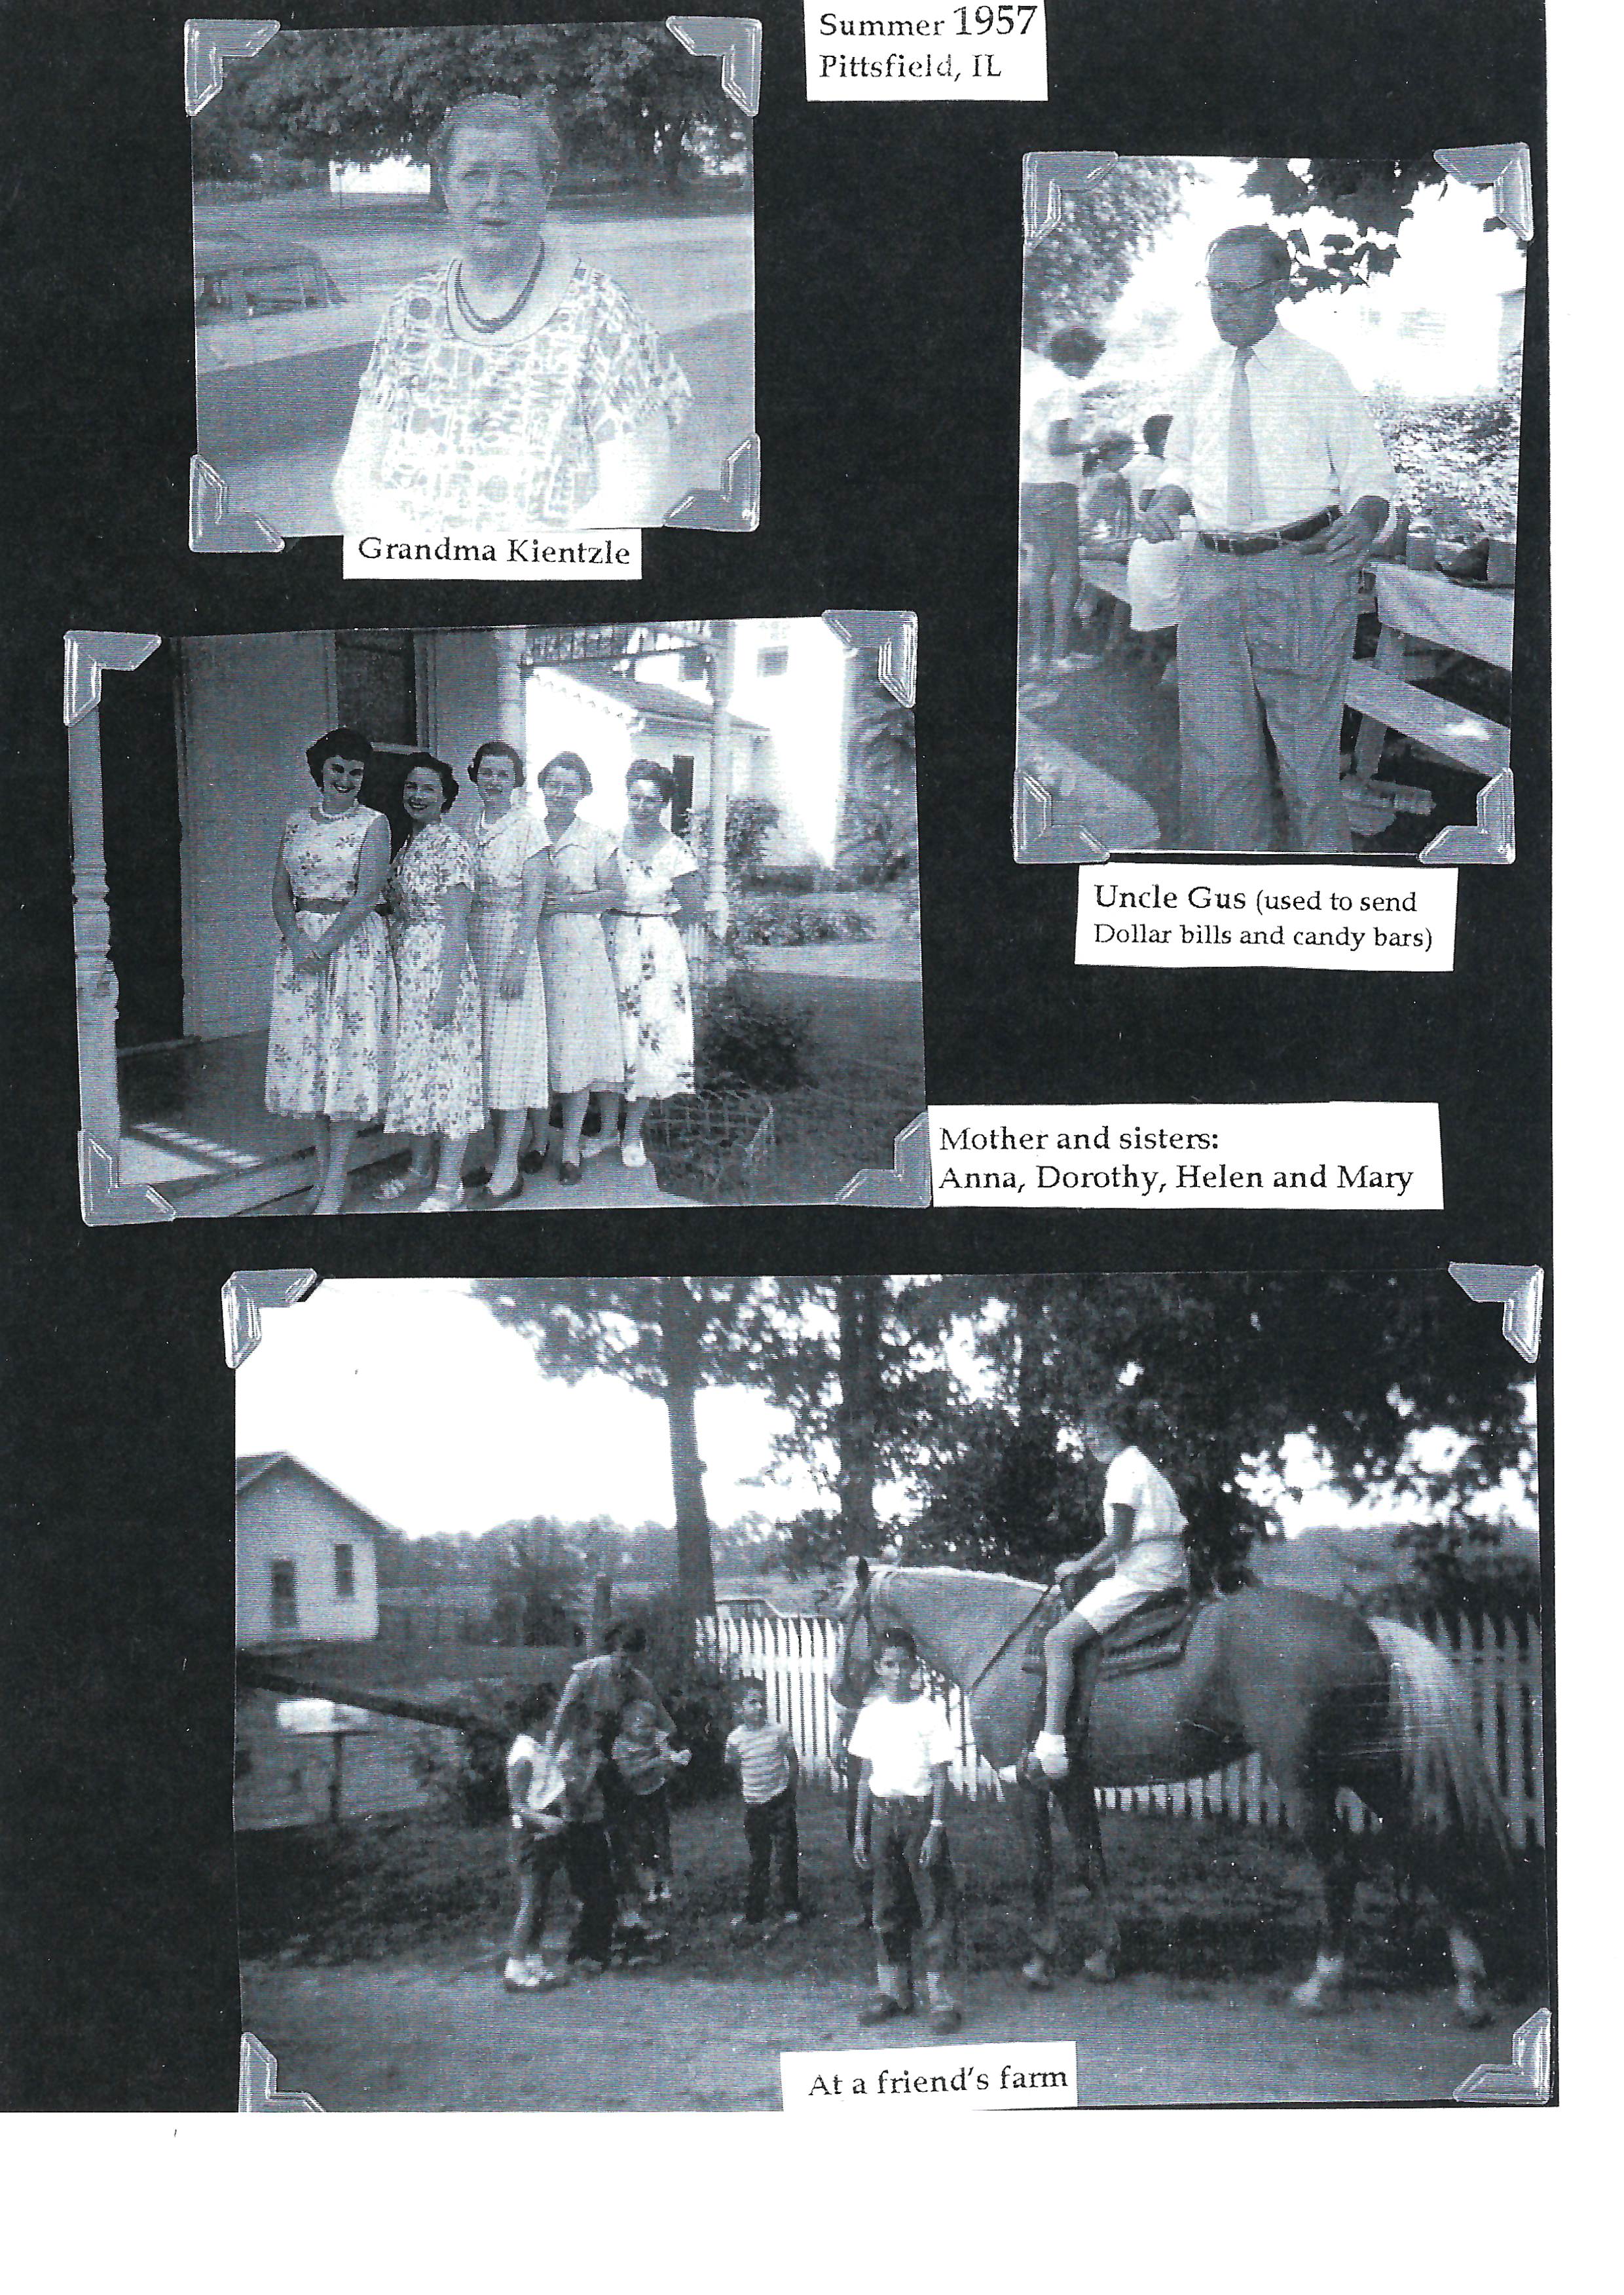 Summer 1957
Pittsfield, IL
Grandma Kientzle
Uncle Gus (used to send
Dollar bills and candy bars)
Mother and sisters:
Anna, Dorothy, Helen and Mary
At a friend's farm